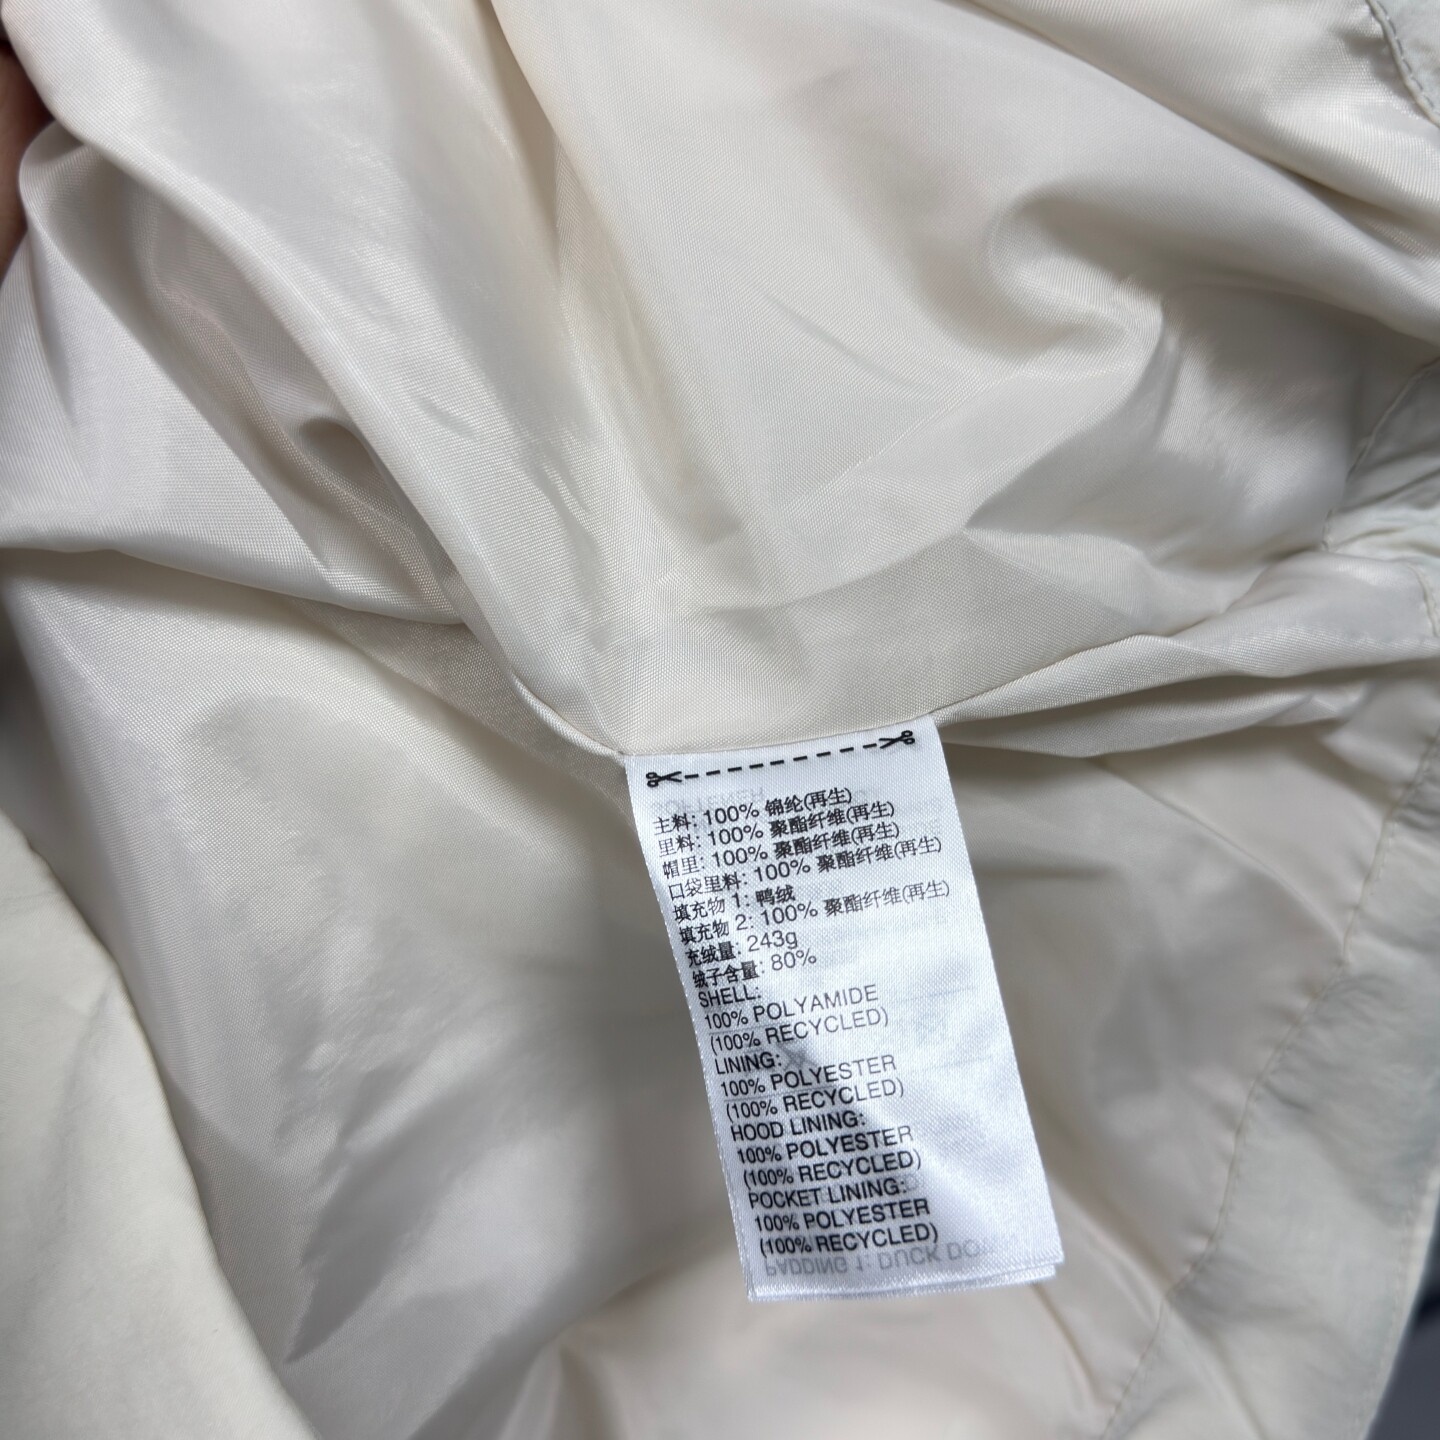 主料: 100% 锦纶(再生)
里料: 100% 聚酯纤维(再生)
帽里: 100% 聚酯纤维(再生)
口袋里料: 100% 聚酯纤维(再生)
填充物 1: 鸭绒
填充物 2: 100% 聚酯纤维(再生)
充绒量: 243g
绒子含量: 80%
SHELL:
100% POLYAMIDE
(100% RECYCLED)
LINING:
100% POLYESTER
(100% RECYCLED)
HOOD LINING:
100% POLYESTER
(100% RECYCLED)
POCKET LINING:
100% POLYESTER
(100% RECYCLED)
PADDING 1: DUCK